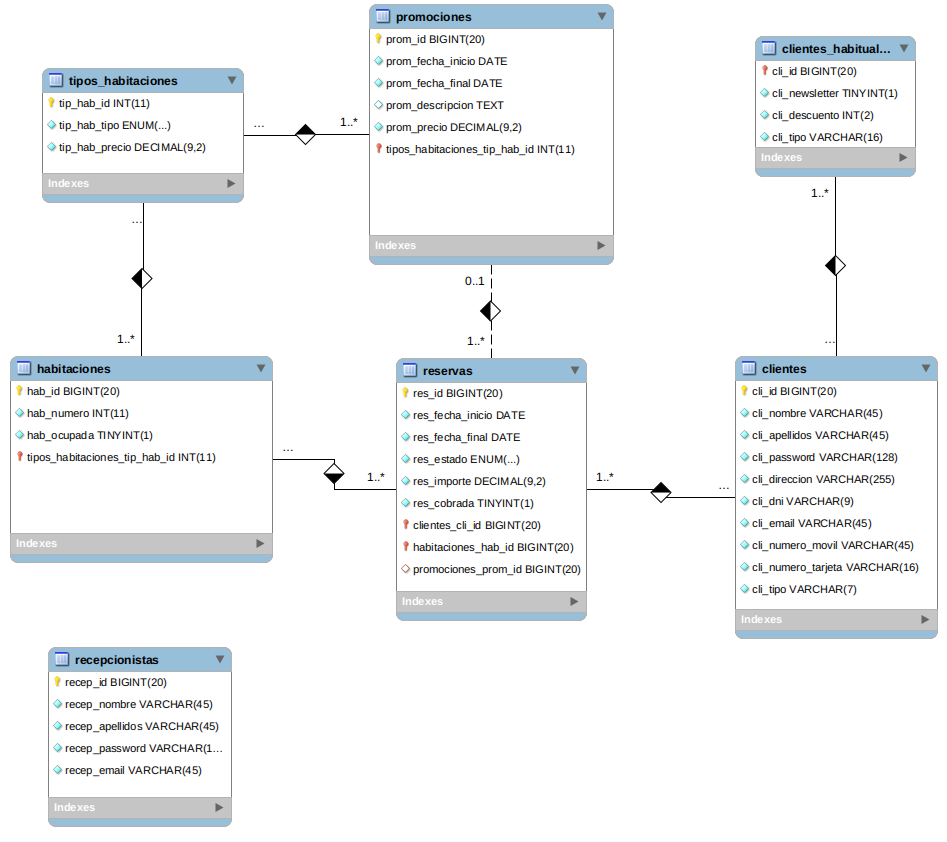 promociones
prom_id BIGINT(20)
prom_fecha_inicio DATE
prom_fecha_final DATE
prom_descripcion TEXT
prom_precio DECIMAL(9,2)
tipos_habitaciones_tip_hab_id INT(11)
Indexes
clientes_habitual...
cli_id BIGINT(20)
cli_newsletter TINYINT(1)
cli_descuento INT(2)
cli_tipo VARCHAR(16)
Indexes
tipos_habitaciones
tip_hab_id INT(11)
tip_hab_tipo ENUM(...)
tip_hab_precio DECIMAL(9,2)
Indexes
...
1..*
...
1..*
0..1
1..*
1..*
...
habitaciones
hab_id BIGINT(20)
hab_numero INT(11)
hab_ocupada TINYINT(1)
tipos_habitaciones_tip_hab_id INT(11)
Indexes
...
1..*
reservas
res_id BIGINT(20)
res_fecha_inicio DATE
res_fecha_final DATE
res_estado ENUM(...)
res_importe DECIMAL(9,2)
res_cobrada TINYINT(1)
clientes_cli_id BIGINT(20)
habitaciones_hab_id BIGINT(20)
promociones_prom_id BIGINT(20)
Indexes
1..*
...
clientes
cli_id BIGINT(20)
cli_nombre VARCHAR(45)
cli_apellidos VARCHAR(45)
cli_password VARCHAR(128)
cli_direccion VARCHAR(255)
cli_dni VARCHAR(9)
cli_email VARCHAR(45)
cli_numero_movil VARCHAR(45)
cli_numero_tarjeta VARCHAR(16)
cli_tipo VARCHAR(7)
Indexes
recepcionistas
recep_id BIGINT(20)
recep_nombre VARCHAR(45)
recep_apellidos VARCHAR(45)
recep_password VARCHAR(1...
recep_email VARCHAR(45)
Indexes